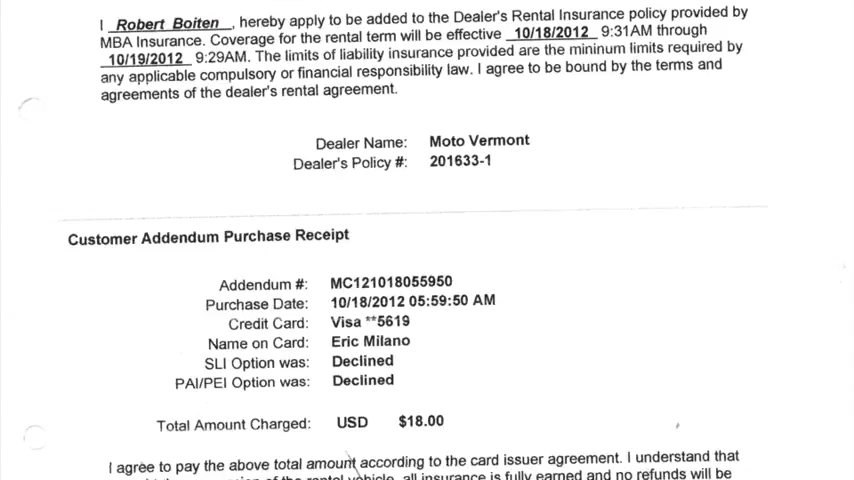 I Robert Boiten, hereby apply to be added to the Dealer's Rental Insurance policy provided by
MBA Insurance. Coverage for the rental term will be effective 10/18/2012 9:31AM through
10/19/2012 9:29AM. The limits of liability insurance provided are the mininum limits required by
any applicable compulsory or financial responsibility law. I agree to be bound by the terms and
agreements of the dealer's rental agreement.
Dealer Name: Moto Vermont
Dealer's Policy #: 201633-1
Customer Addendum Purchase Receipt
Addendum #: MC121018055950
Purchase Date: 10/18/2012 05:59:50 AM
Credit Card: Visa **5619
Name on Card: Eric Milano
SLI Option was: Declined
PAI/PEI Option was: Declined
Total Amount Charged: USD $18.00
I agree to pay the above total amount according to the card issuer agreement. I understand that
of the rental vehicle, all insurance is fully earned and no refunds will be